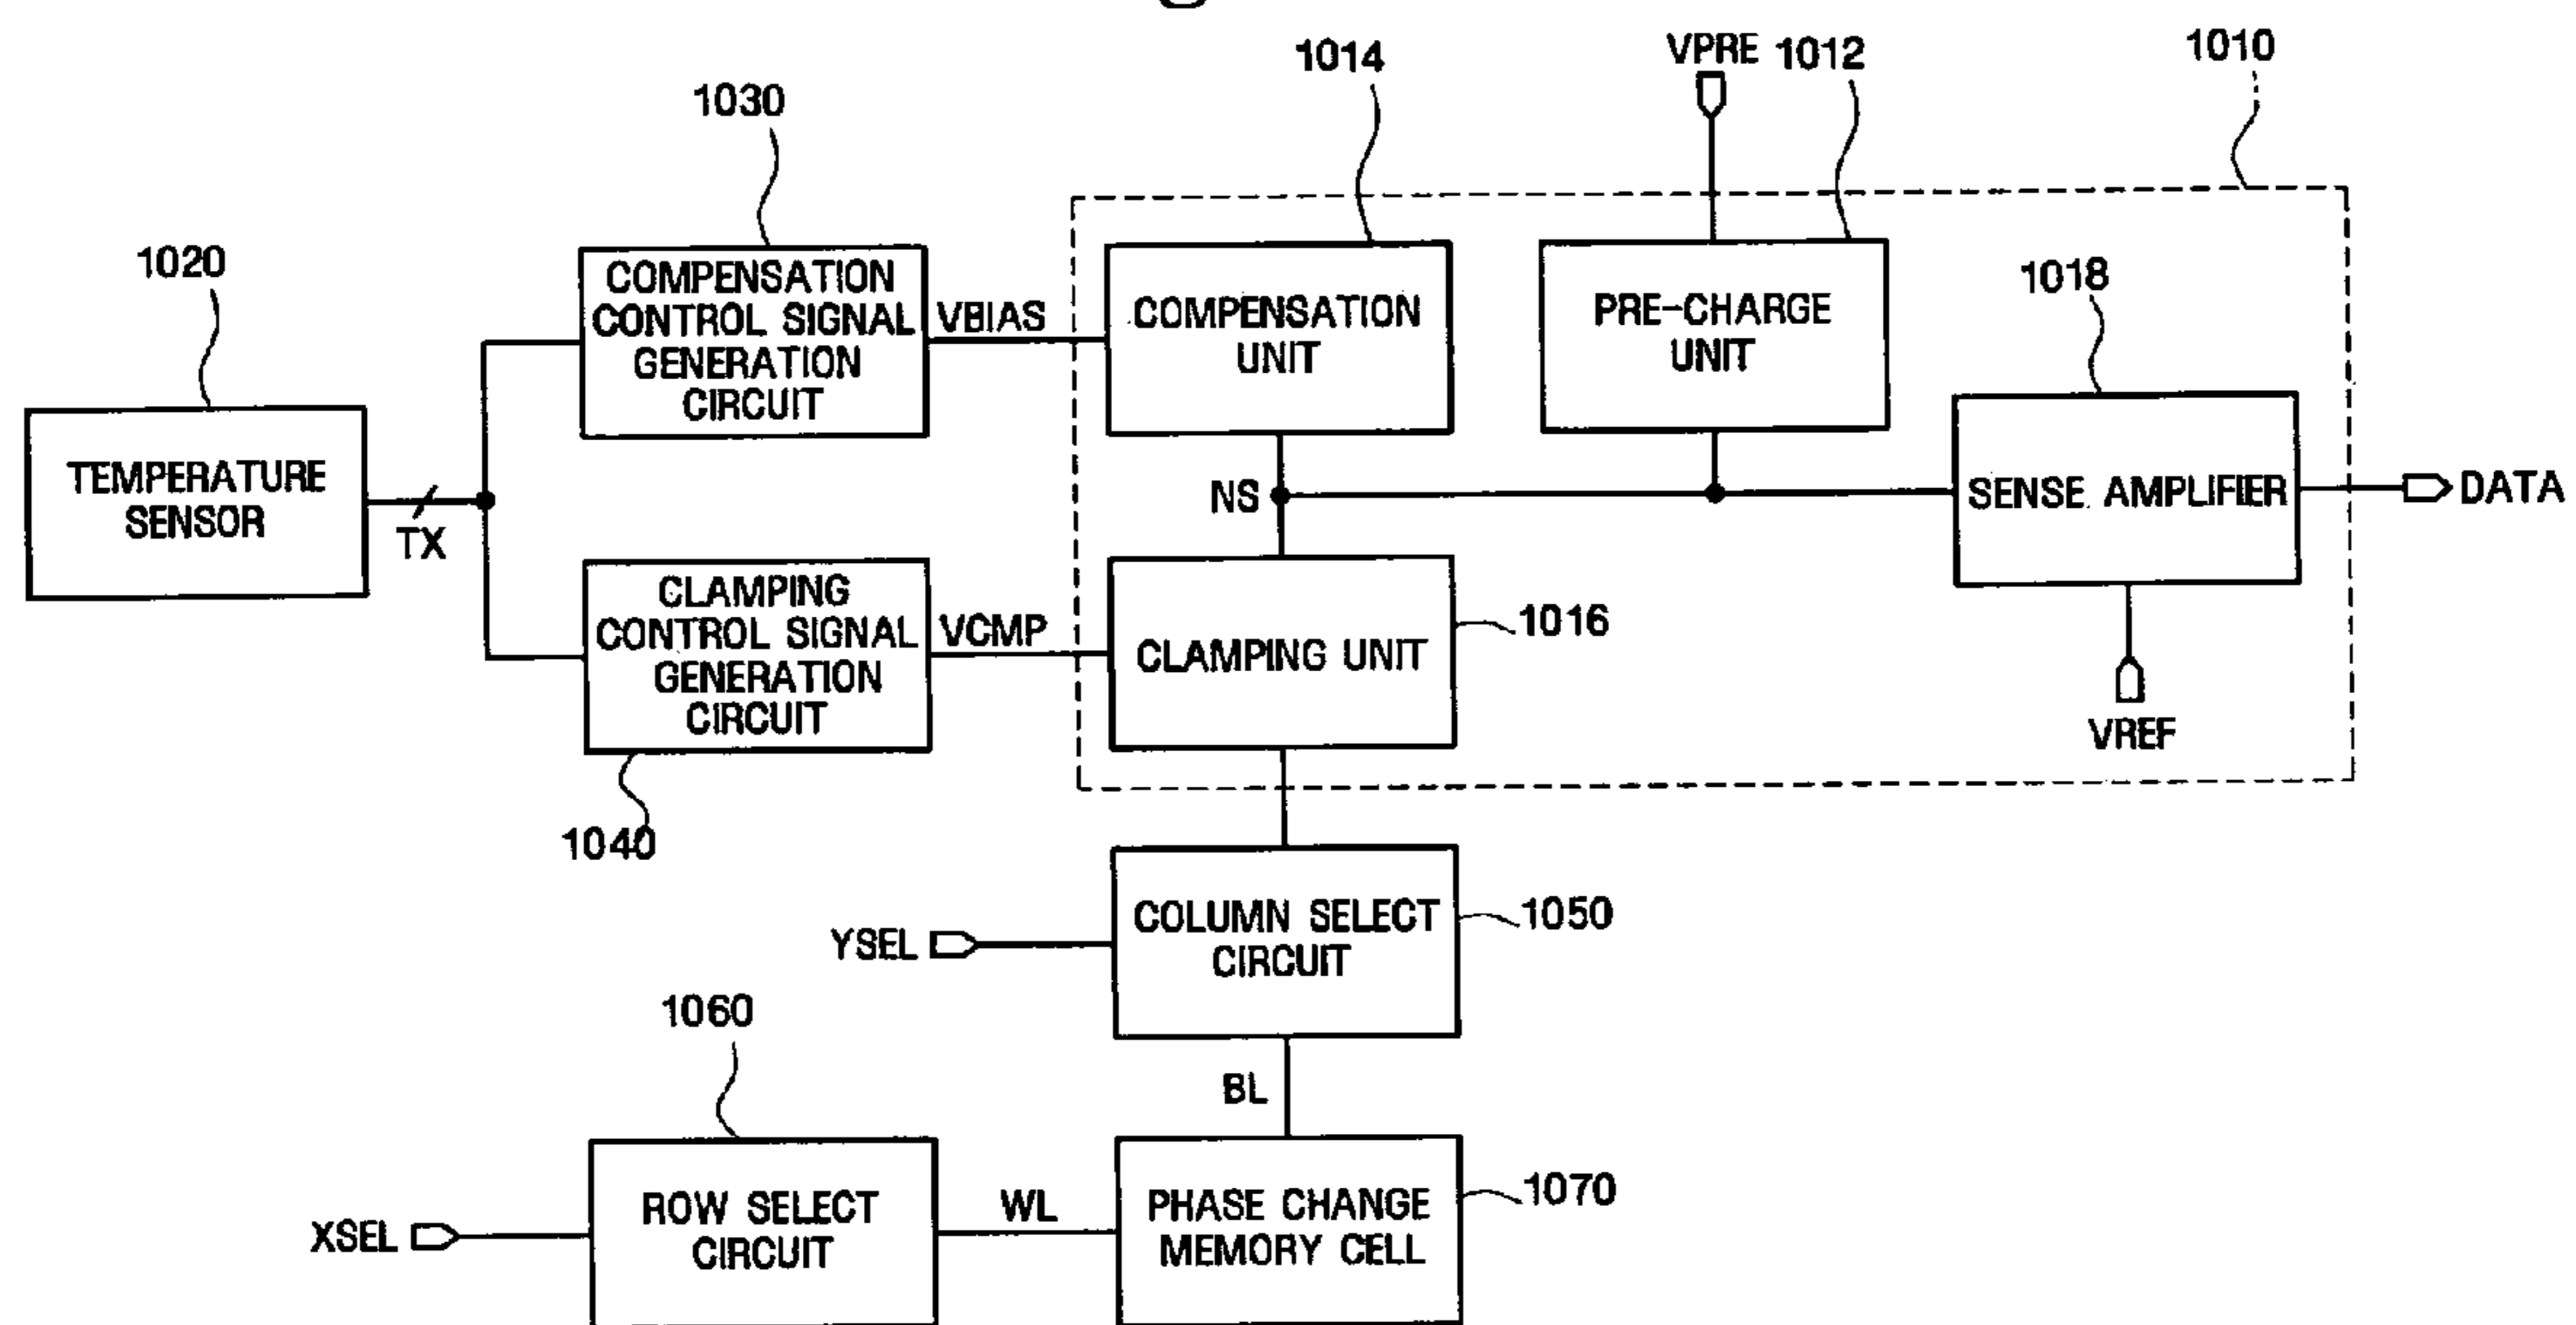 1014
VPRE 1012
1010
1030
1020
COMPENSATION
CONTROL SIGNAL
GENERATION
CIRCUIT
VBIAS
COMPENSATION
UNIT
PRE-CHARGE
UNIT
1018
TEMPERATURE
SENSOR
TX
NS
SENSE AMPLIFIER
DATA
CLAMPING
CONTROL SIGNAL
GENERATION
CIRCUIT
VCMP
CLAMPING UNIT
1016
VREF
1040
YSEL
COLUMN SELECT
CIRCUIT
1050
1060
BL
XSEL
ROW SELECT
CIRCUIT
WL
PHASE CHANGE
MEMORY CELL
1070